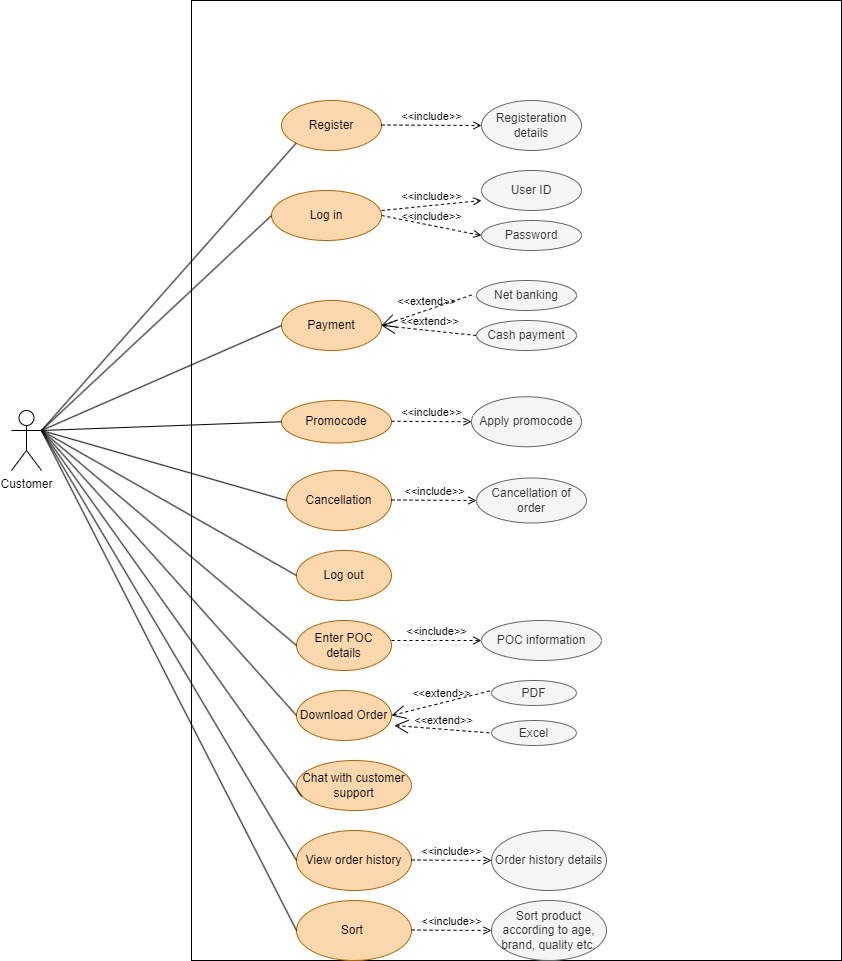 Register
<<include>>
Registeration
details
Log in
<<include>>
User ID
<<include>>
Password
Payment
<<extend>>
Net banking
<<extend>>
Cash payment
Promocode
<<include>>
Apply promocode
Customer
Cancellation
<<include>>
Cancellation of
order
Log out
Enter POC
details
<<include>>
POC information
Download Order
<<extend>>
PDF
<<extend>>
Excel
Chat with customer
support
View order history
<<include>>
Order history details
Sort
<<include>>
Sort product
according to age,
brand, quality etc.